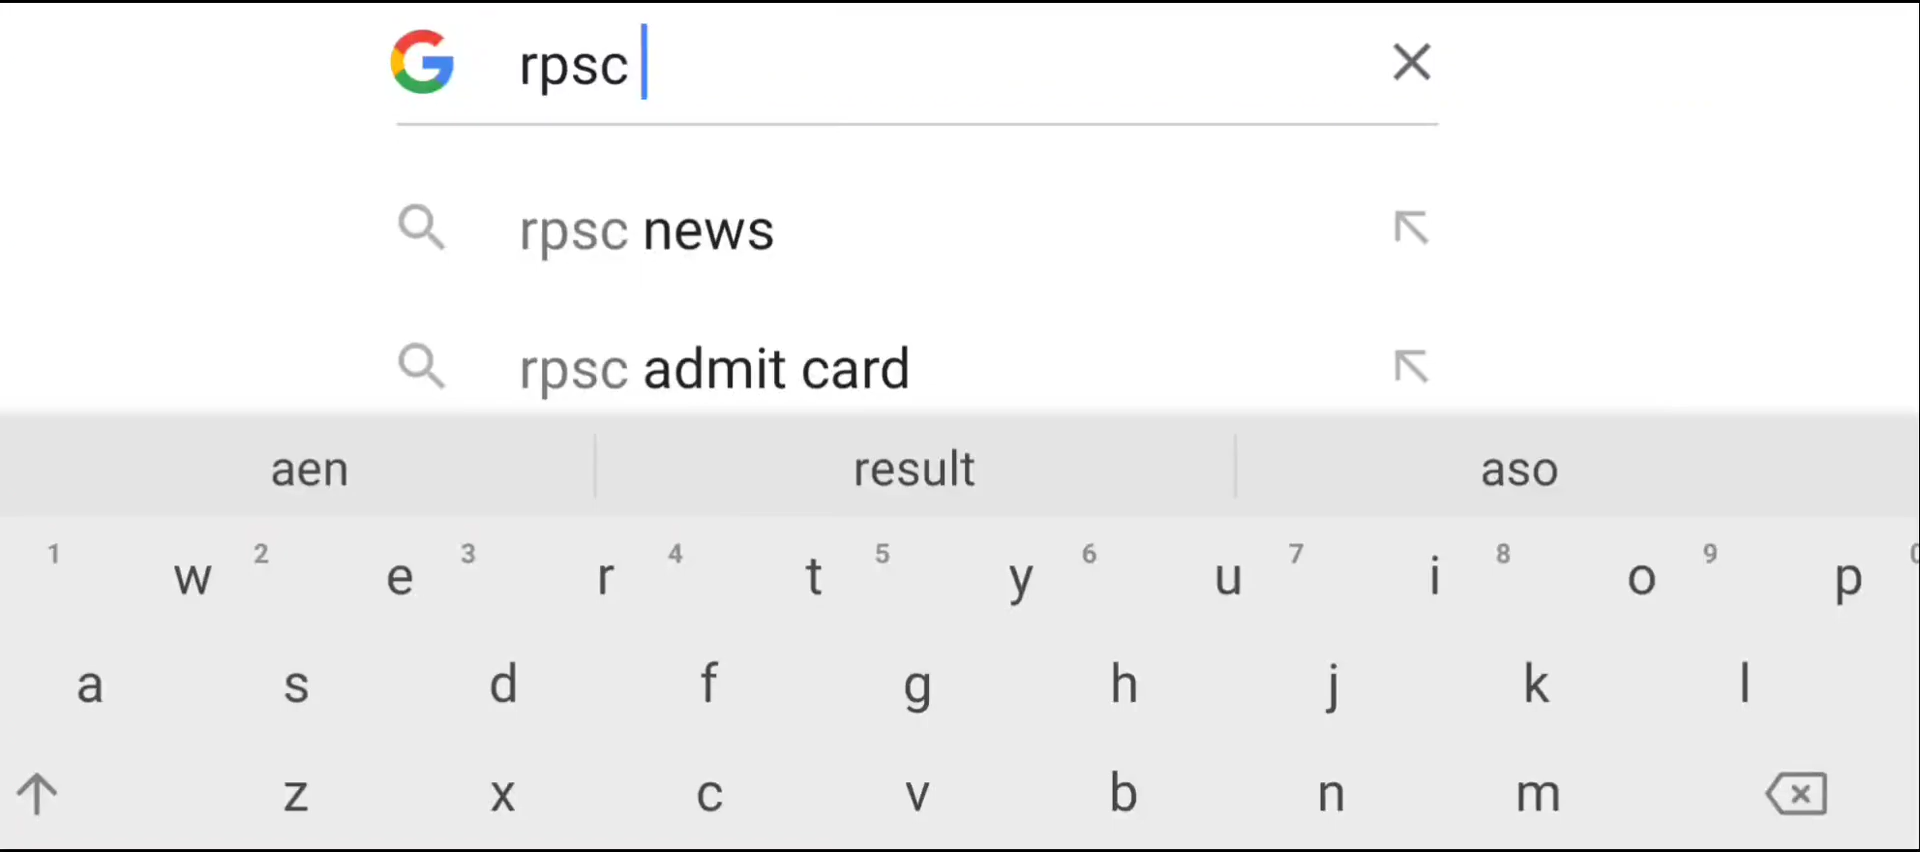 rpsc
rpsc news
rpsc admit card
aen result aso
1 2 3 4 5 6 7 8 9
w e r t y u i o p
a s d f g h j k l
z x c v b n m